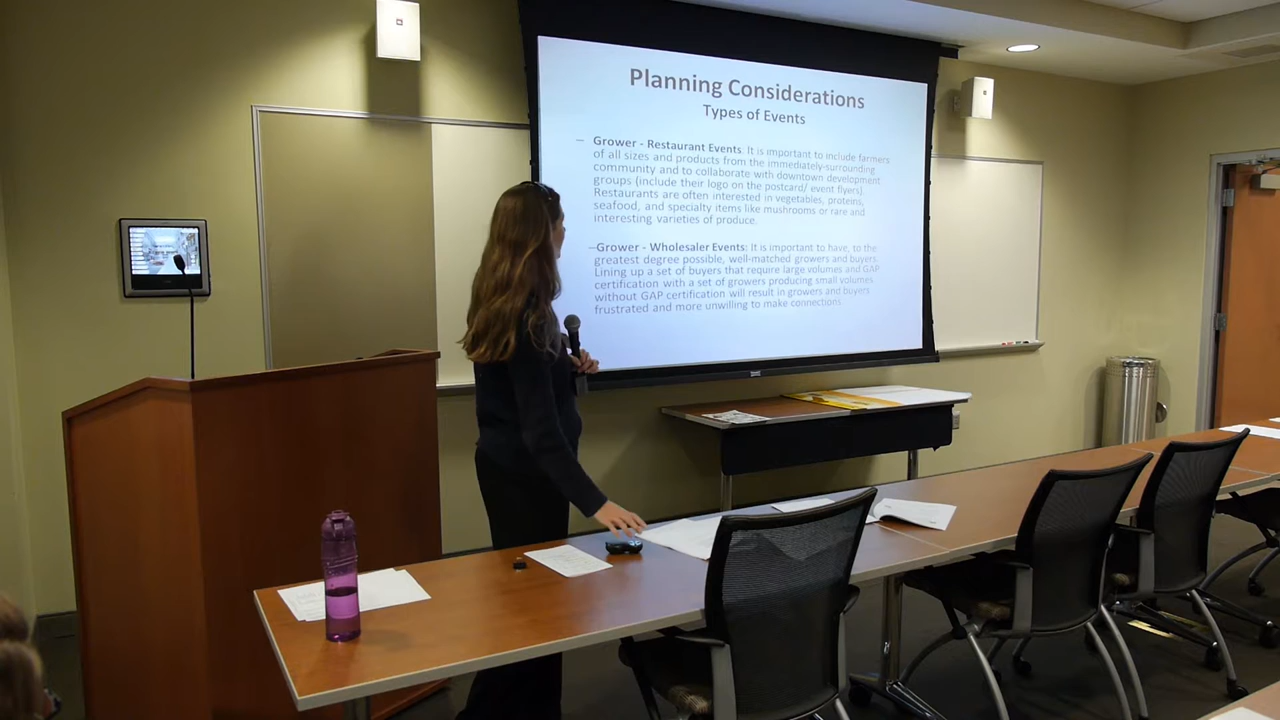 Planning Considerations
Types of Events
– Grower - Restaurant Events: It is important to include farmers
of all sizes and products from the immediately-surrounding
community and to collaborate with downtown development
groups (include their logo on the postcard/ event flyers).
Restaurants are often interested in vegetables, proteins,
seafood, and specialty items like mushrooms or rare and
interesting varieties of produce.
–Grower - Wholesaler Events: It is important to have, to the
greatest degree possible, well-matched growers and buyers.
Lining up a set of buyers that require large volumes and GAP
certification with a set of growers producing small volumes
without GAP certification will result in growers and buyers
frustrated and more unwilling to make connections.